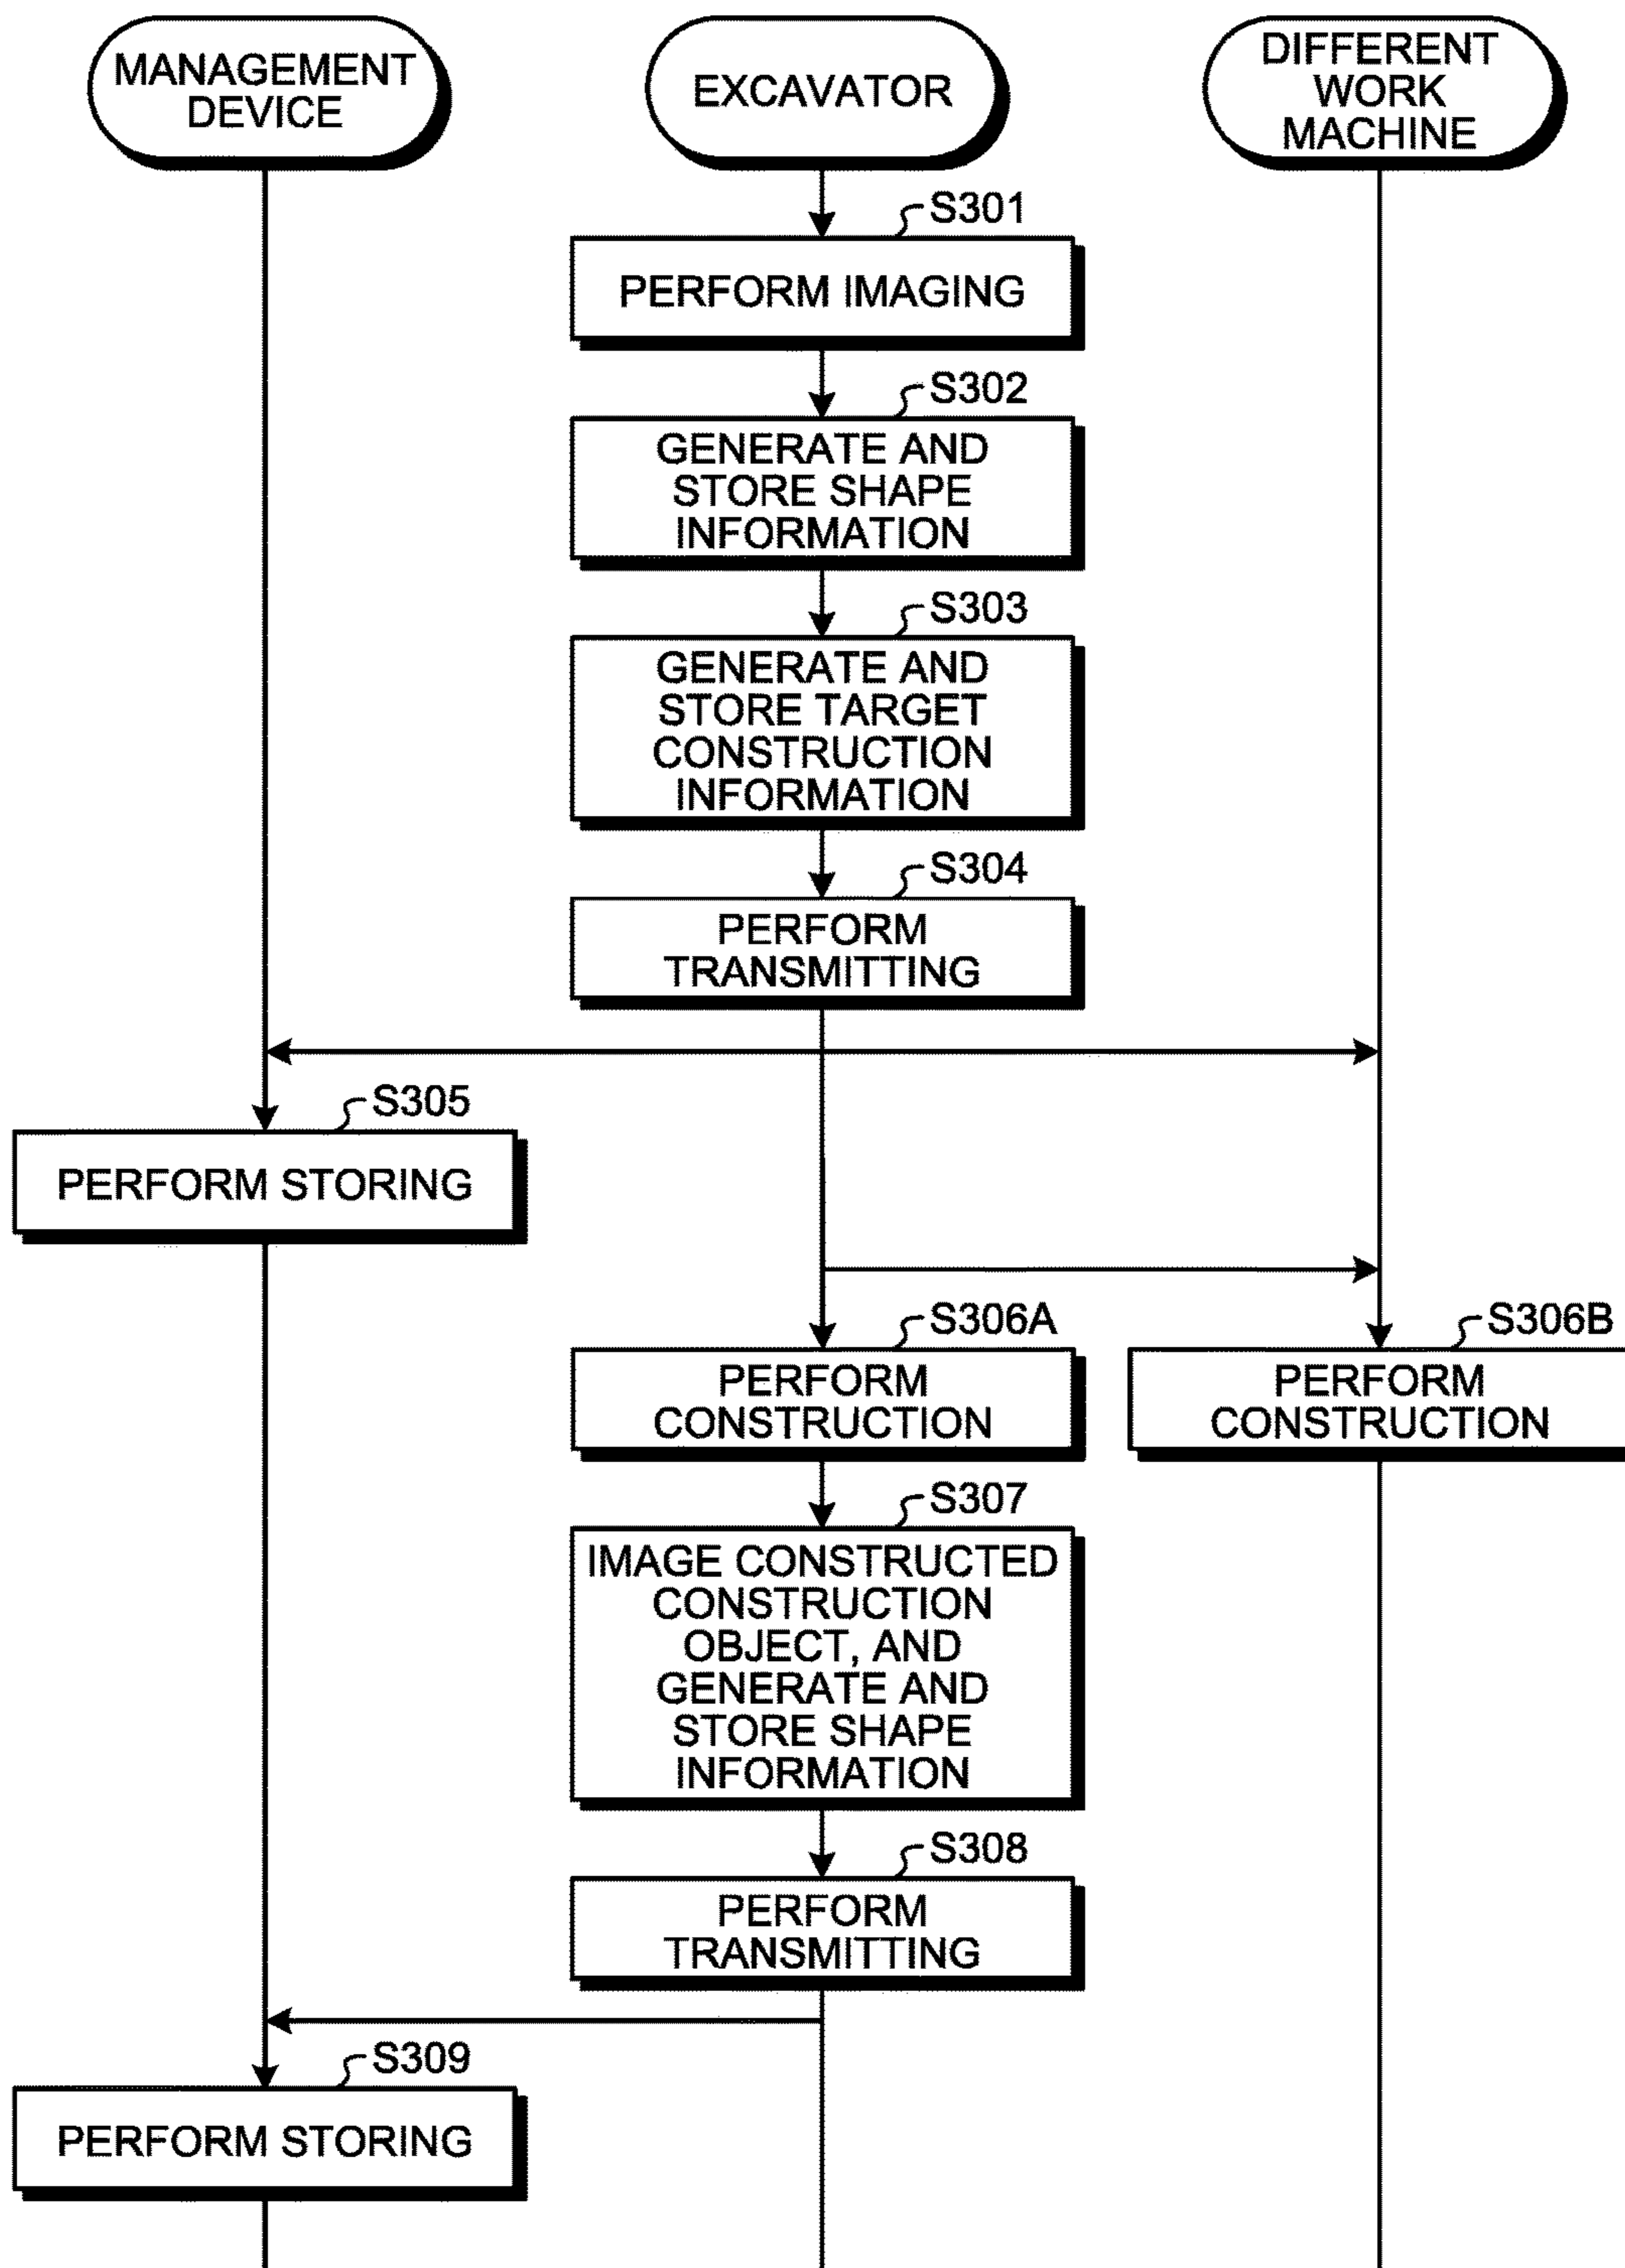 MANAGEMENT
DEVICE
EXCAVATOR
DIFFERENT
WORK
MACHINE
S301
PERFORM IMAGING
S302
GENERATE AND
STORE SHAPE
INFORMATION
S303
GENERATE AND
STORE TARGET
CONSTRUCTION
INFORMATION
S304
PERFORM
TRANSMITTING
S305
PERFORM STORING
S306A
PERFORM
CONSTRUCTION
S306B
PERFORM
CONSTRUCTION
S307
IMAGE CONSTRUCTED
CONSTRUCTION
OBJECT, AND
GENERATE AND
STORE SHAPE
INFORMATION
S308
PERFORM
TRANSMITTING
S309
PERFORM STORING